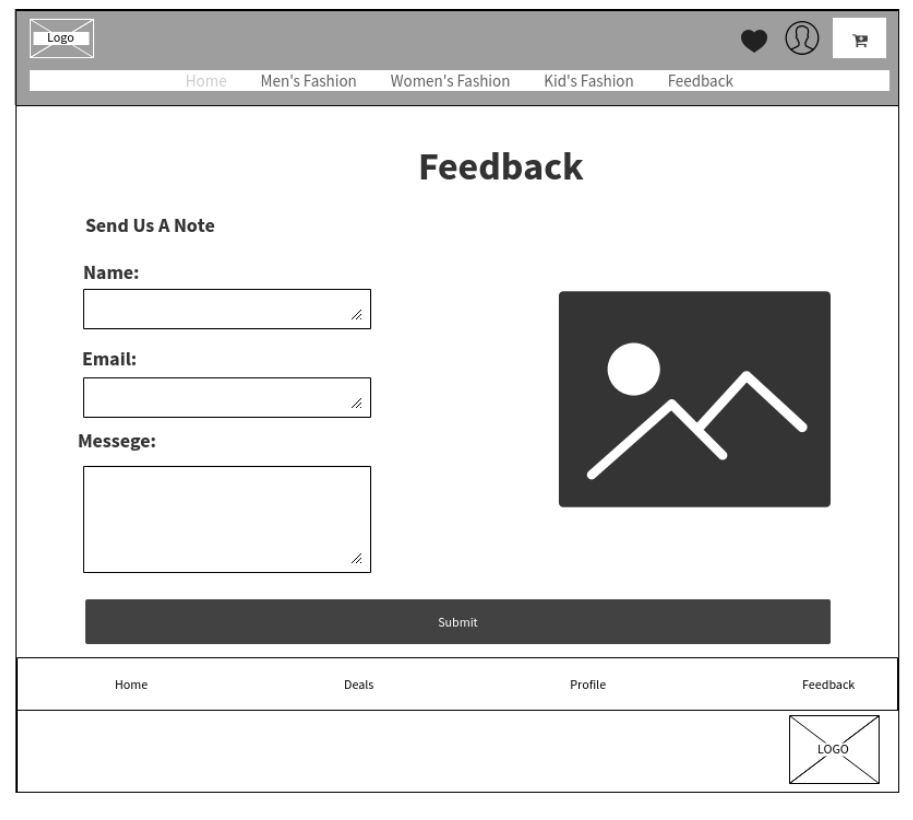 Logo
Home Men's Fashion Women's Fashion Kid's Fashion Feedback
Feedback
Send Us A Note
Name:
Email:
Messege:
Submit
Home Deals Profile Feedback
LOGO